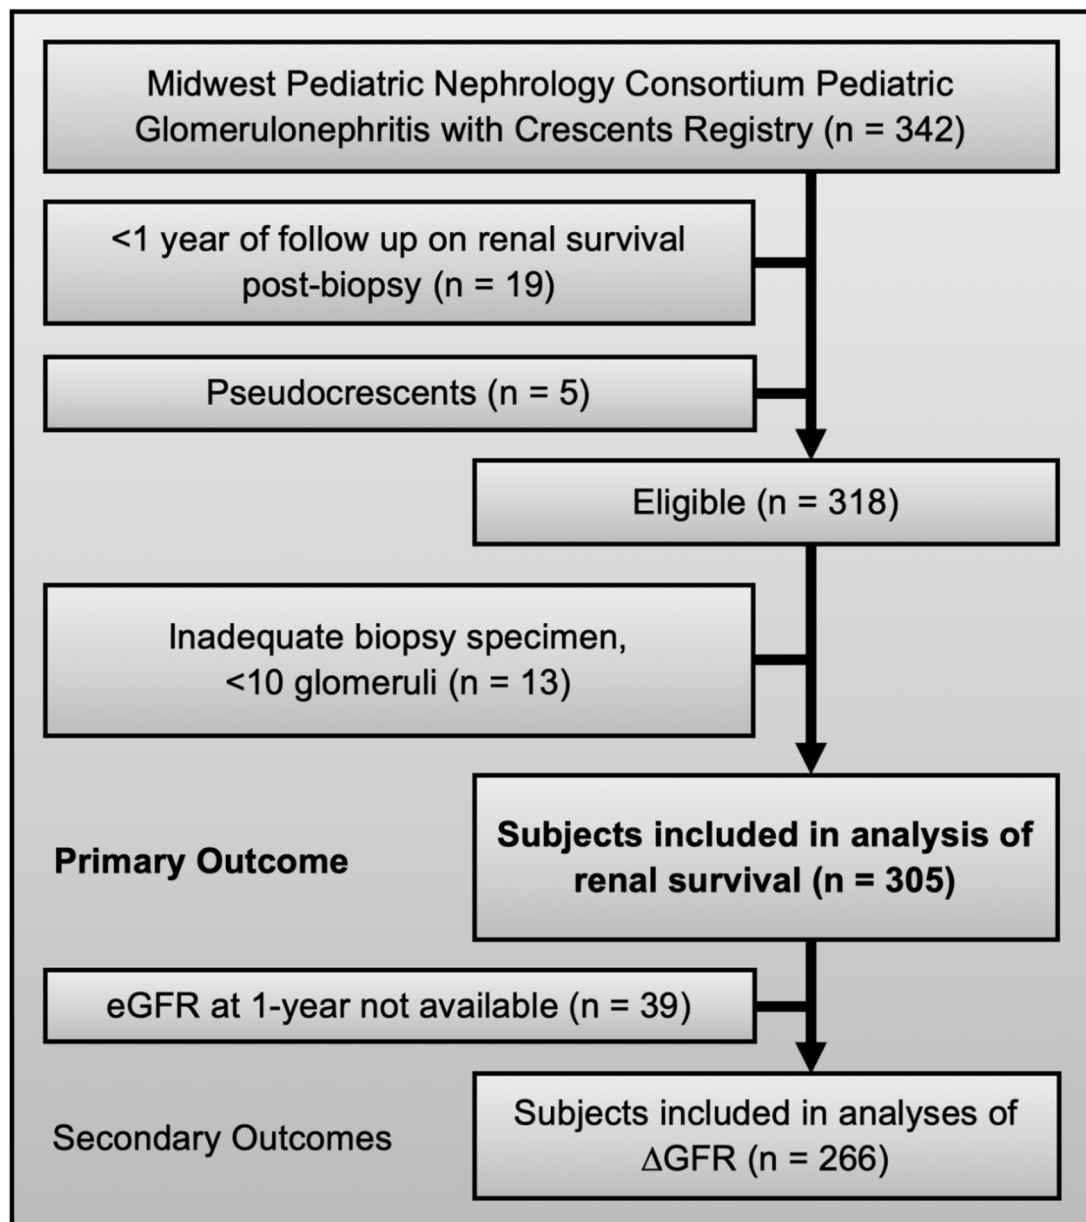 Midwest Pediatric Nephrology Consortium Pediatric
Glomerulonephritis with Crescents Registry (n = 342)
<1 year of follow up on renal survival
post-biopsy (n = 19)
Pseudocrescents (n = 5)
Eligible (n = 318)
Inadequate biopsy specimen,
<10 glomeruli (n = 13)
Primary Outcome
Subjects included in analysis of
renal survival (n = 305)
eGFR at 1-year not available (n = 39)
Secondary Outcomes
Subjects included in analyses of
∆GFR (n = 266)